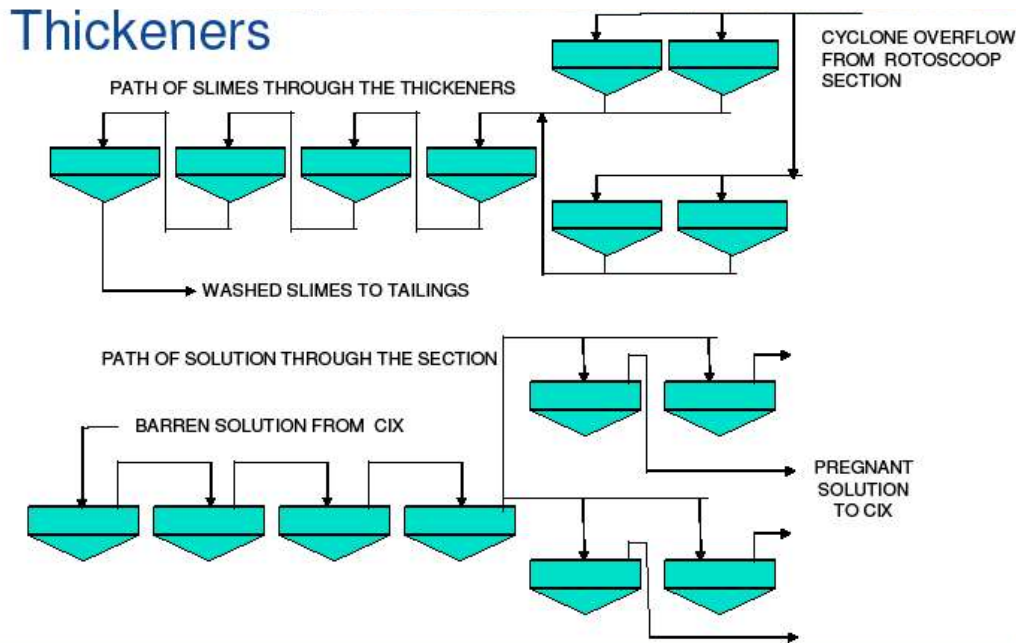 Thickeners
CYCLONE OVERFLOW
FROM ROTOSCOOP
SECTION
PATH OF SLIMES THROUGH THE THICKENERS
WASHED SLIMES TO TAILINGS
PATH OF SOLUTION THROUGH THE SECTION
BARREN SOLUTION FROM CIX
PREGNANT
SOLUTION
TO CIX